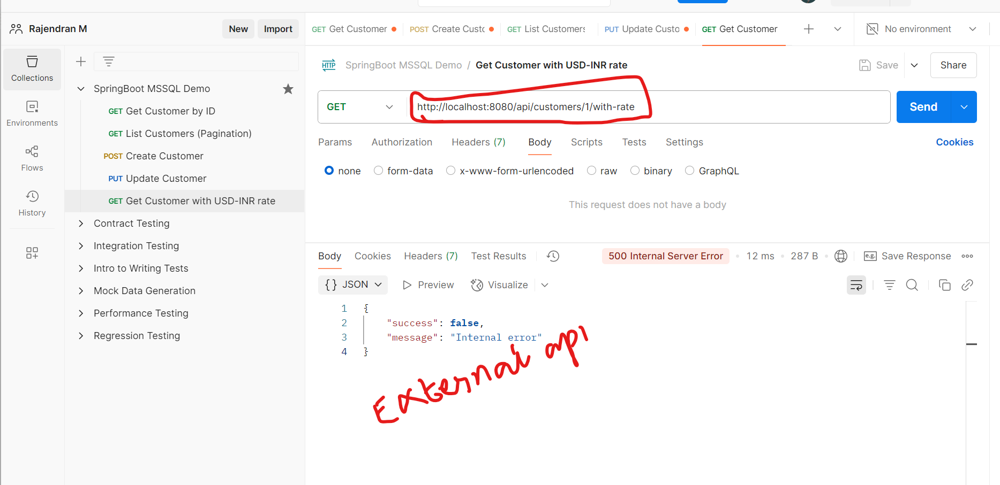 Rajendran M
New
Import
GET Get Customer
POST Create Custo
GET List Customers
PUT Update Custo
GET Get Customer
No environment
Collections
Environments
Flows
History
SpringBoot MSSQL Demo
GET Get Customer by ID
GET List Customers (Pagination)
POST Create Customer
PUT Update Customer
GET Get Customer with USD-INR rate
Contract Testing
Integration Testing
Intro to Writing Tests
Mock Data Generation
Performance Testing
Regression Testing
HTTP SpringBoot MSSQL Demo / Get Customer with USD-INR rate
Save
Share
GET http://localhost:8080/api/customers/1/with-rate
Send
Params Authorization Headers (7) Body Scripts Tests Settings
Cookies
none form-data x-www-form-urlencoded raw binary GraphQL
This request does not have a body
Body Cookies Headers (7) Test Results
500 Internal Server Error • 12 ms • 287 B •
e.g. Save Response
{} JSON Preview Visualize
1 {
2 "success": false,
3 "message": "Internal error"
4 }
External api